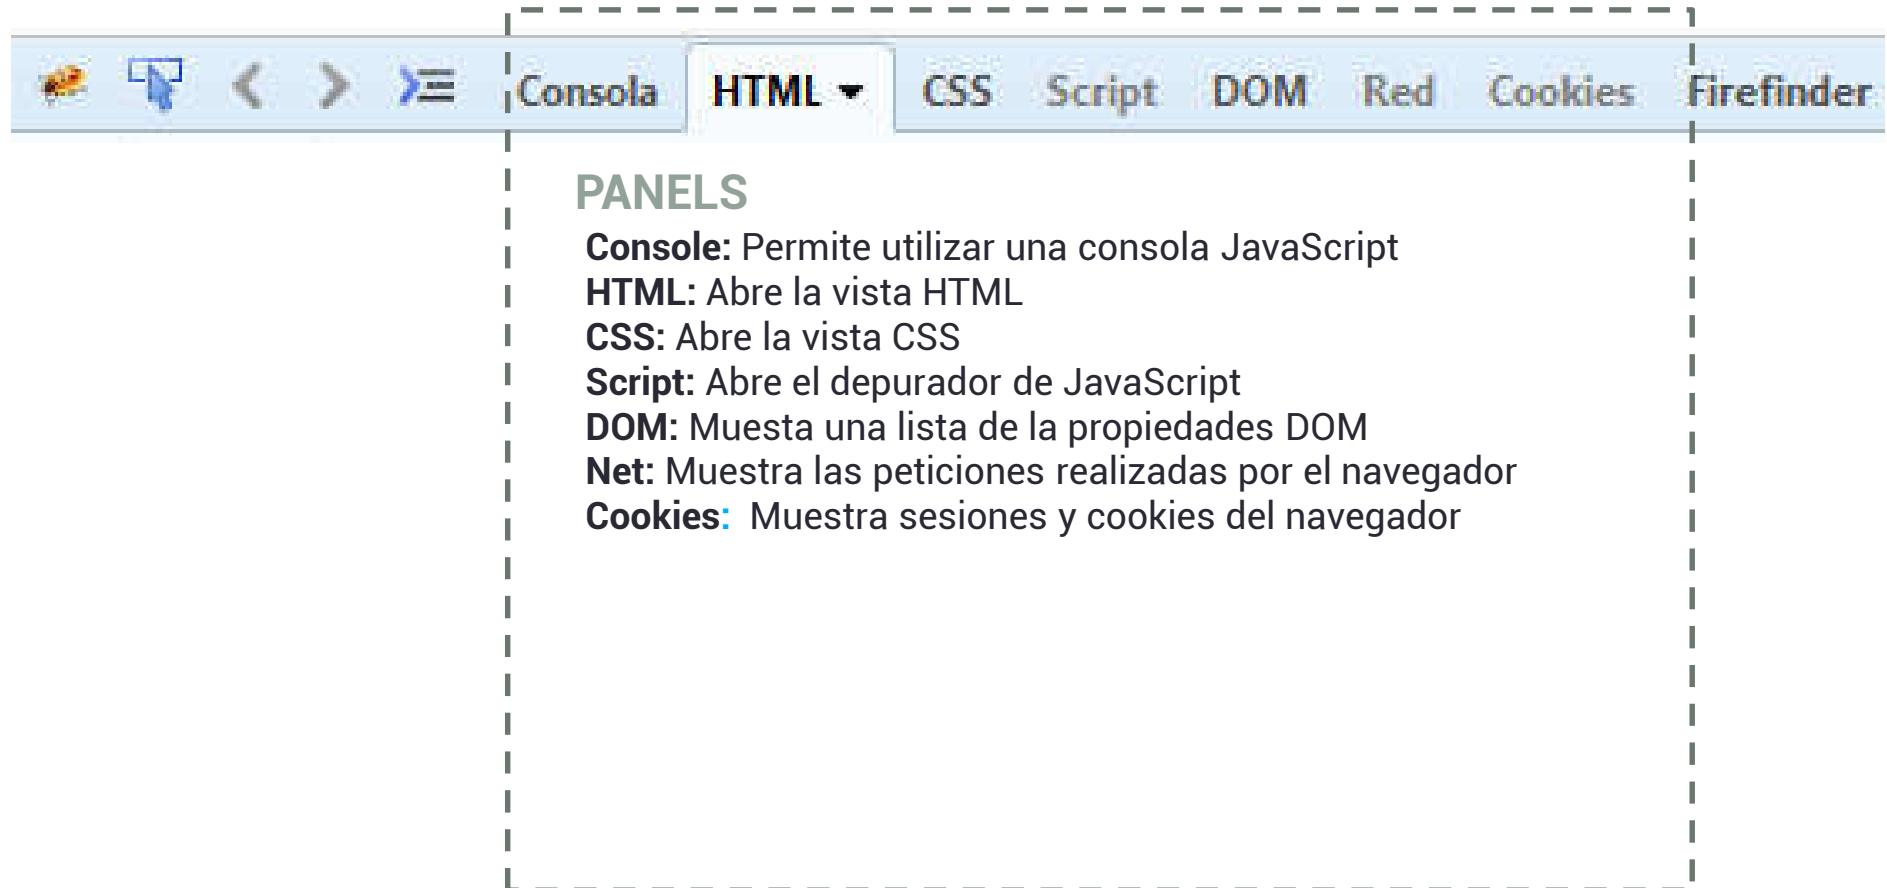 Consola HTML CSS Script DOM Red Cookies Firefinder
PANELS
Console: Permite utilizar una consola JavaScript
HTML: Abre la vista HTML
CSS: Abre la vista CSS
Script: Abre el depurador de JavaScript
DOM: Muesta una lista de la propiedades DOM
Net: Muestra las peticiones realizadas por el navegador
Cookies: Muestra sesiones y cookies del navegador